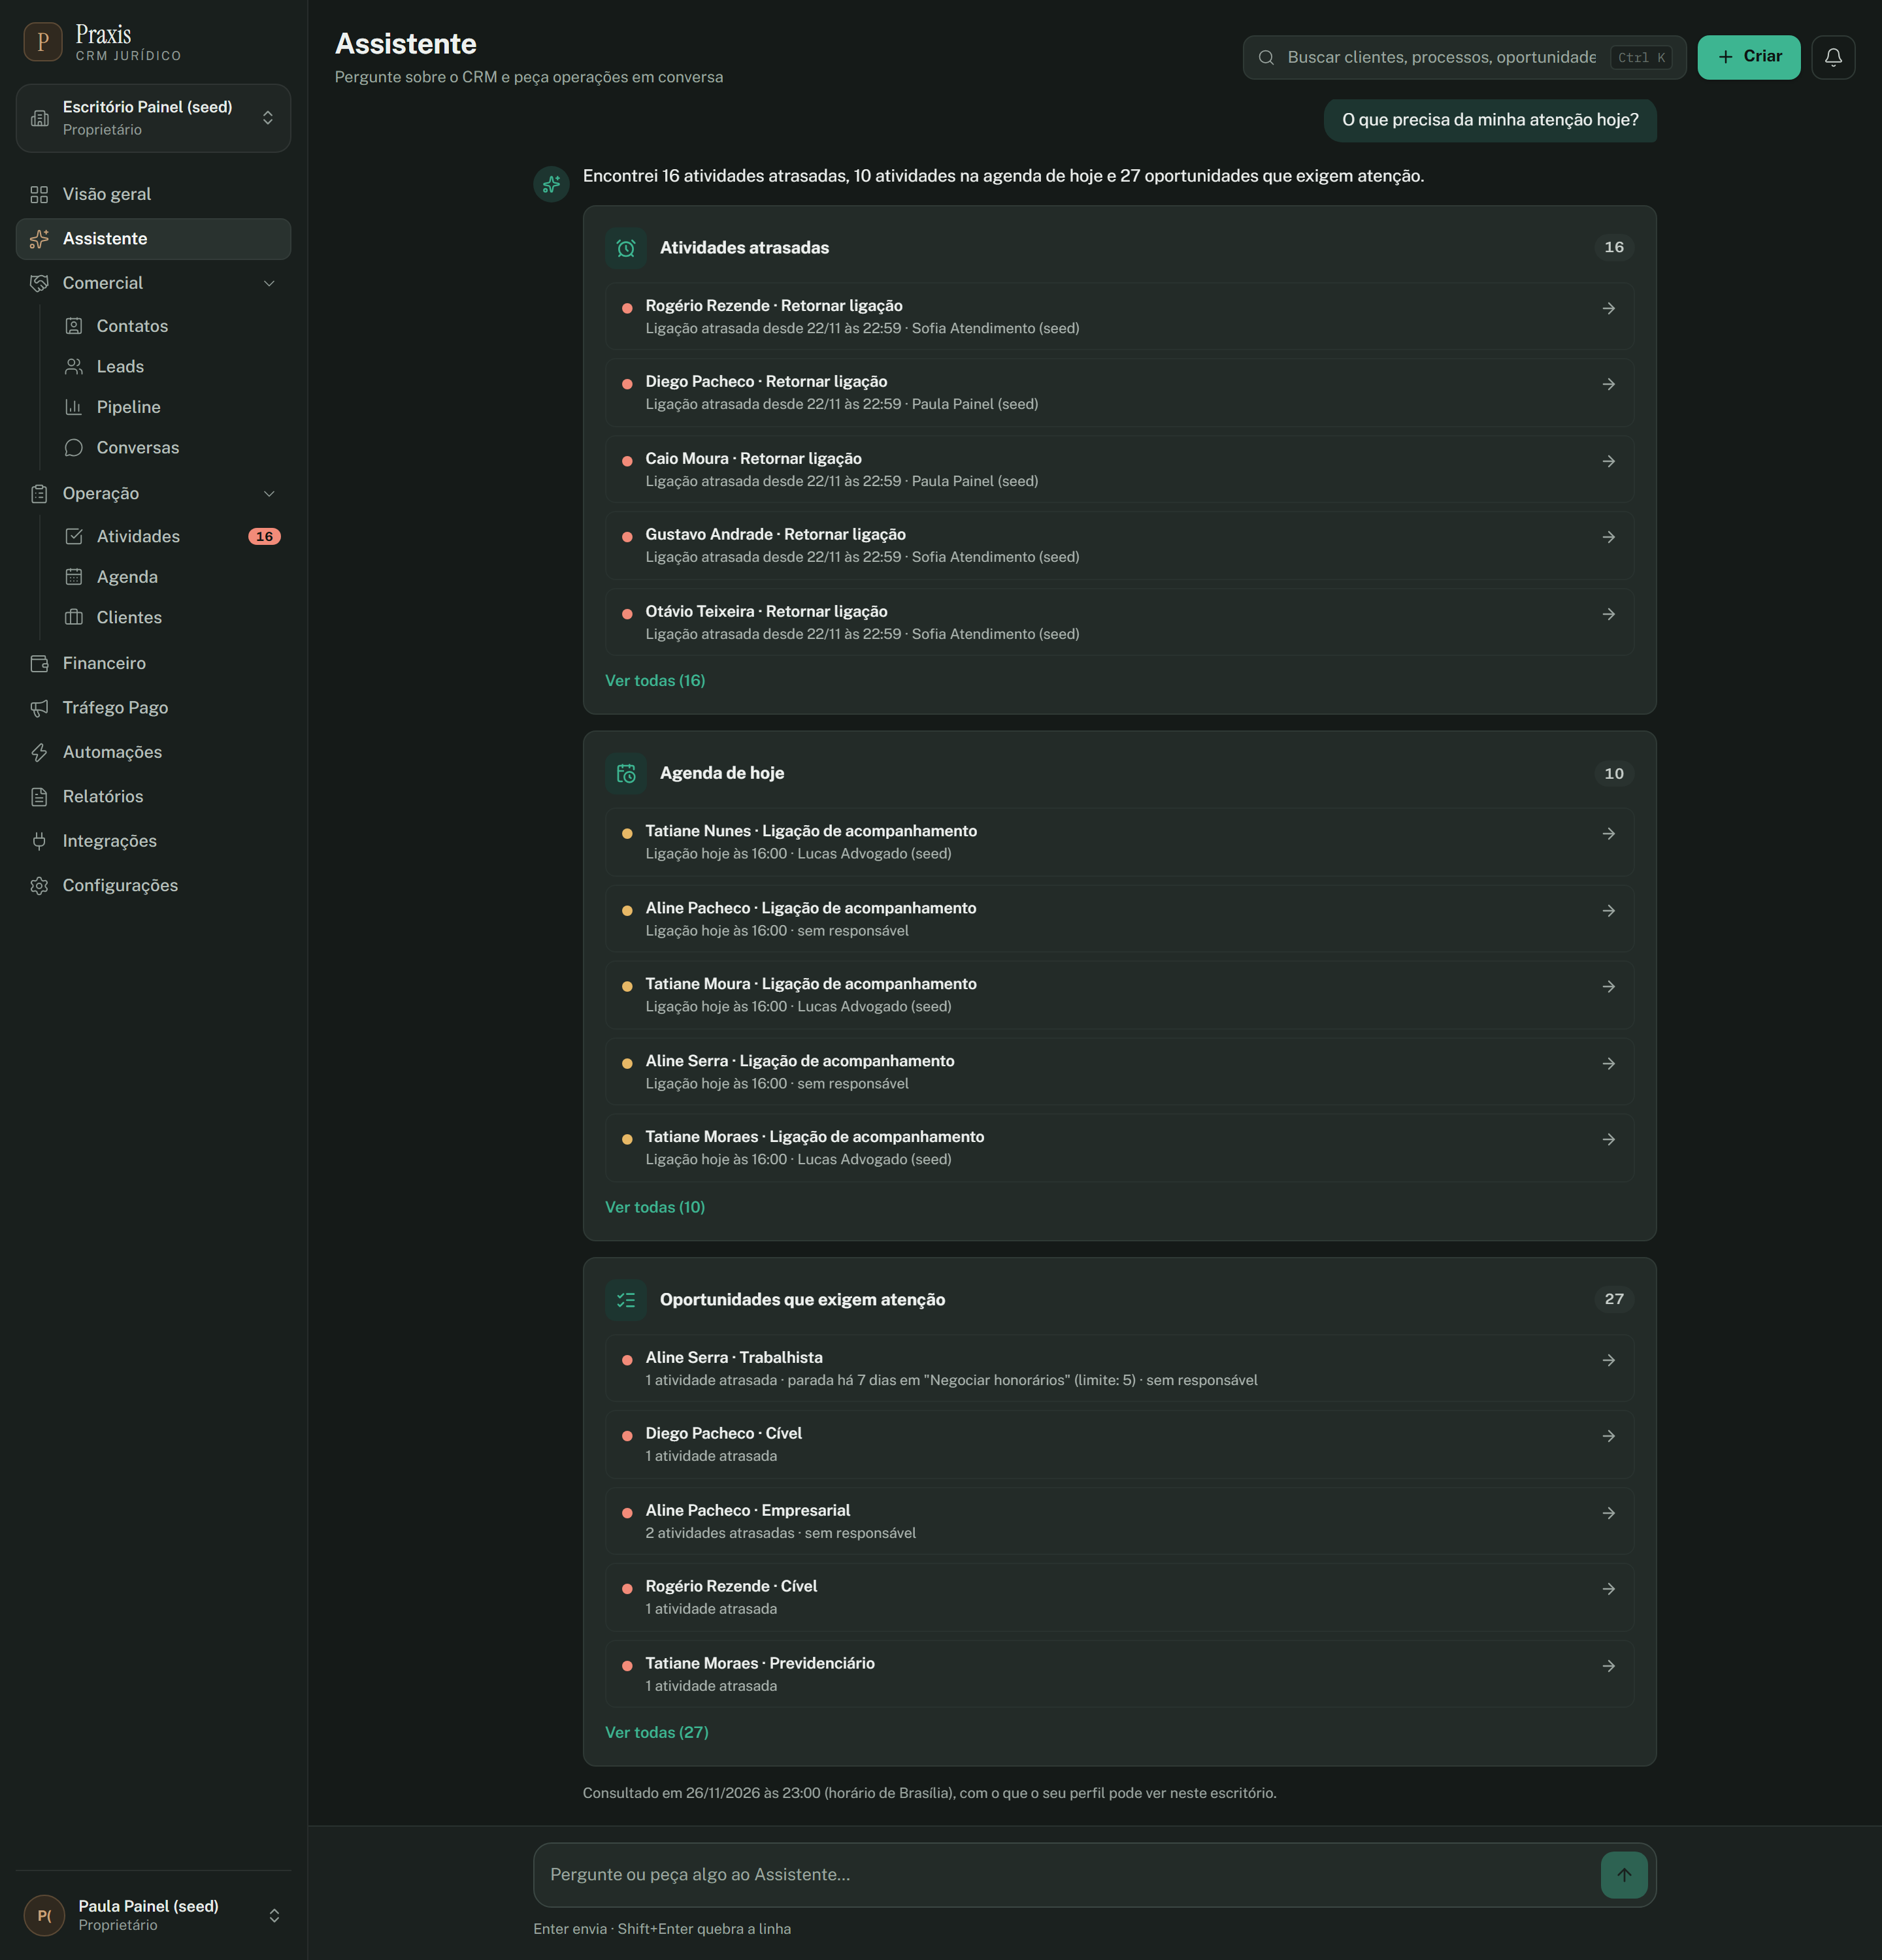 P
Praxis
CRM JURÍDICO
Escritório Painel (seed)
Proprietário
Visão geral
Assistente
Comercial
Contatos
Leads
Pipeline
Conversas
Operação
Atividades
16
Agenda
Clientes
Financeiro
Tráfego Pago
Automações
Relatórios
Integrações
Configurações
P(
Paula Painel (seed)
Proprietário
Assistente
Pergunte sobre o CRM e peça operações em conversa
Buscar clientes, processos, oportunidade
Ctrl K
Criar
O que precisa da minha atenção hoje?
Encontrei 16 atividades atrasadas, 10 atividades na agenda de hoje e 27 oportunidades que exigem atenção.
Atividades atrasadas
16
Rogério Rezende · Retornar ligação
Ligação atrasada desde 22/11 às 22:59 · Sofia Atendimento (seed)
Diego Pacheco · Retornar ligação
Ligação atrasada desde 22/11 às 22:59 · Paula Painel (seed)
Caio Moura · Retornar ligação
Ligação atrasada desde 22/11 às 22:59 · Paula Painel (seed)
Gustavo Andrade · Retornar ligação
Ligação atrasada desde 22/11 às 22:59 · Sofia Atendimento (seed)
Otávio Teixeira · Retornar ligação
Ligação atrasada desde 22/11 às 22:59 · Sofia Atendimento (seed)
Ver todas (16)
Agenda de hoje
10
Tatiane Nunes · Ligação de acompanhamento
Ligação hoje às 16:00 · Lucas Advogado (seed)
Aline Pacheco · Ligação de acompanhamento
Ligação hoje às 16:00 · sem responsável
Tatiane Moura · Ligação de acompanhamento
Ligação hoje às 16:00 · Lucas Advogado (seed)
Aline Serra · Ligação de acompanhamento
Ligação hoje às 16:00 · sem responsável
Tatiane Moraes · Ligação de acompanhamento
Ligação hoje às 16:00 · Lucas Advogado (seed)
Ver todas (10)
Oportunidades que exigem atenção
27
Aline Serra · Trabalhista
1 atividade atrasada · parada há 7 dias em "Negociar honorários" (limite: 5) · sem responsável
Diego Pacheco · Cível
1 atividade atrasada
Aline Pacheco · Empresarial
2 atividades atrasadas · sem responsável
Rogério Rezende · Cível
1 atividade atrasada
Tatiane Moraes · Previdenciário
1 atividade atrasada
Ver todas (27)
Consultado em 26/11/2026 às 23:00 (horário de Brasília), com o que o seu perfil pode ver neste escritório.
Pergunte ou peça algo ao Assistente...
Enter envia · Shift+Enter quebra a linha